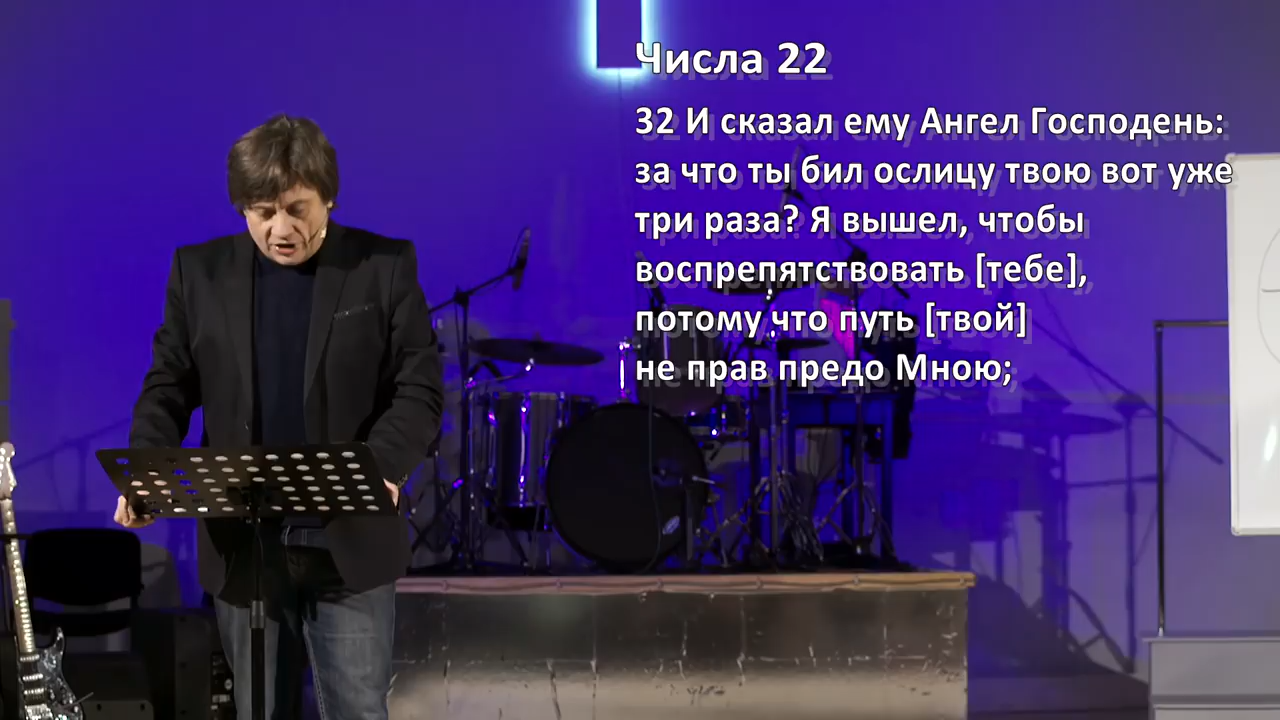 Числа 22
32 И сказал ему Ангел Господень:
за что ты бил ослицу твою вот уже
три раза? Я вышел, чтобы
воспрепятствовать [тебе],
потому что путь [твой]
не прав предо Мною;